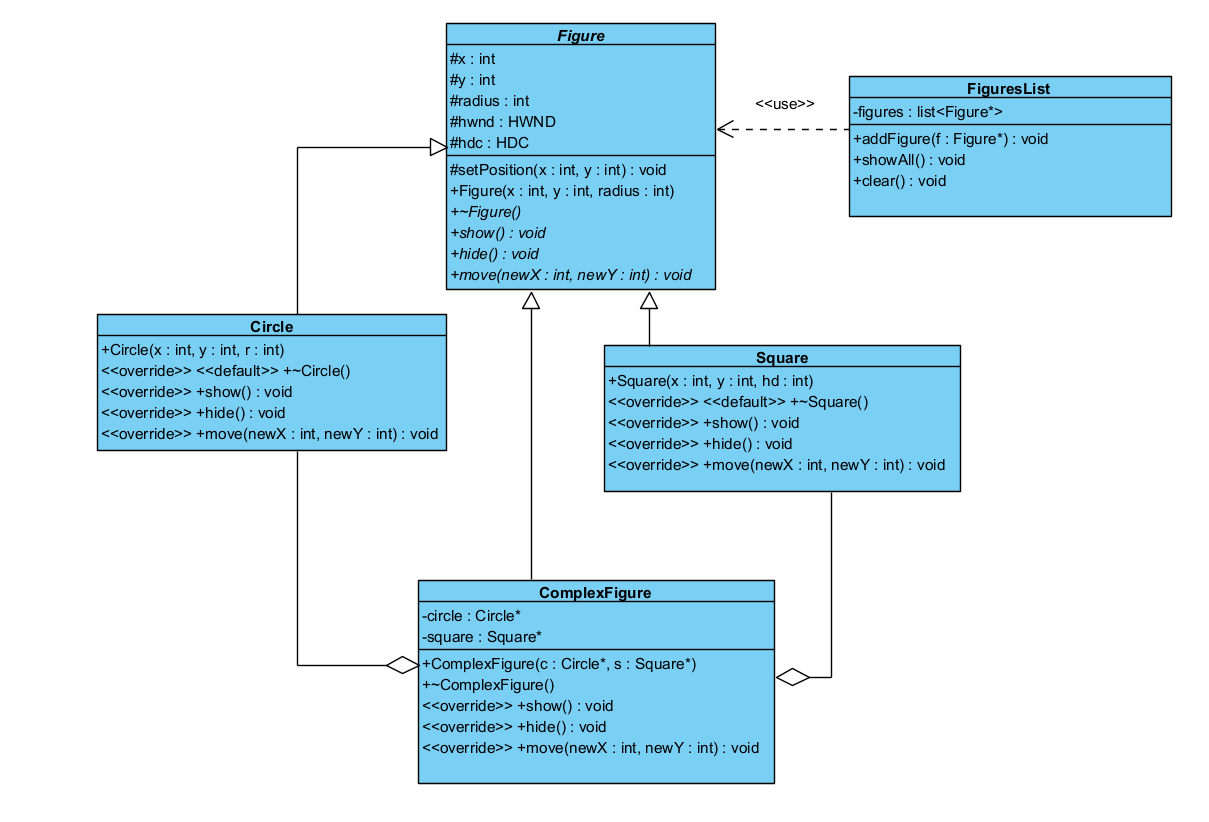 Figure
#x : int
#y : int
#radius : int
#hwnd : HWND
#hdc : HDC
#setPosition(x : int, y : int) : void
+Figure(x : int, y : int, radius : int)
+~Figure()
+show() : void
+hide() : void
+move(newX : int, newY : int) : void
<<use>>
FiguresList
-figures : list<Figure*>
+addFigure(f : Figure*) : void
+showAll() : void
+clear() : void
Circle
+Circle(x : int, y : int, r : int)
<<override>> <<default>> +~Circle()
<<override>> +show() : void
<<override>> +hide() : void
<<override>> +move(newX : int, newY : int) : void
Square
+Square(x : int, y : int, hd : int)
<<override>> <<default>> +~Square()
<<override>> +show() : void
<<override>> +hide() : void
<<override>> +move(newX : int, newY : int) : void
ComplexFigure
-circle : Circle*
-square : Square*
+ComplexFigure(c : Circle*, s : Square*)
+~ComplexFigure()
<<override>> +show() : void
<<override>> +hide() : void
<<override>> +move(newX : int, newY : int) : void